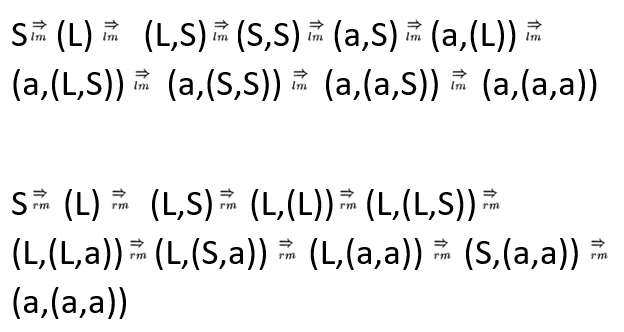 S ⇒lm (L) ⇒lm (L,S) ⇒lm (S,S) ⇒lm (a,S) ⇒lm (a,(L)) ⇒lm
(a,(L,S)) ⇒lm (a,(S,S)) ⇒lm (a,(a,S)) ⇒lm (a,(a,a))
S ⇒rm (L) ⇒rm (L,S) ⇒rm (L,(L)) ⇒rm (L,(L,S)) ⇒rm
(L,(L,a)) ⇒rm (L,(S,a)) ⇒rm (L,(a,a)) ⇒rm (S,(a,a)) ⇒rm
(a,(a,a))